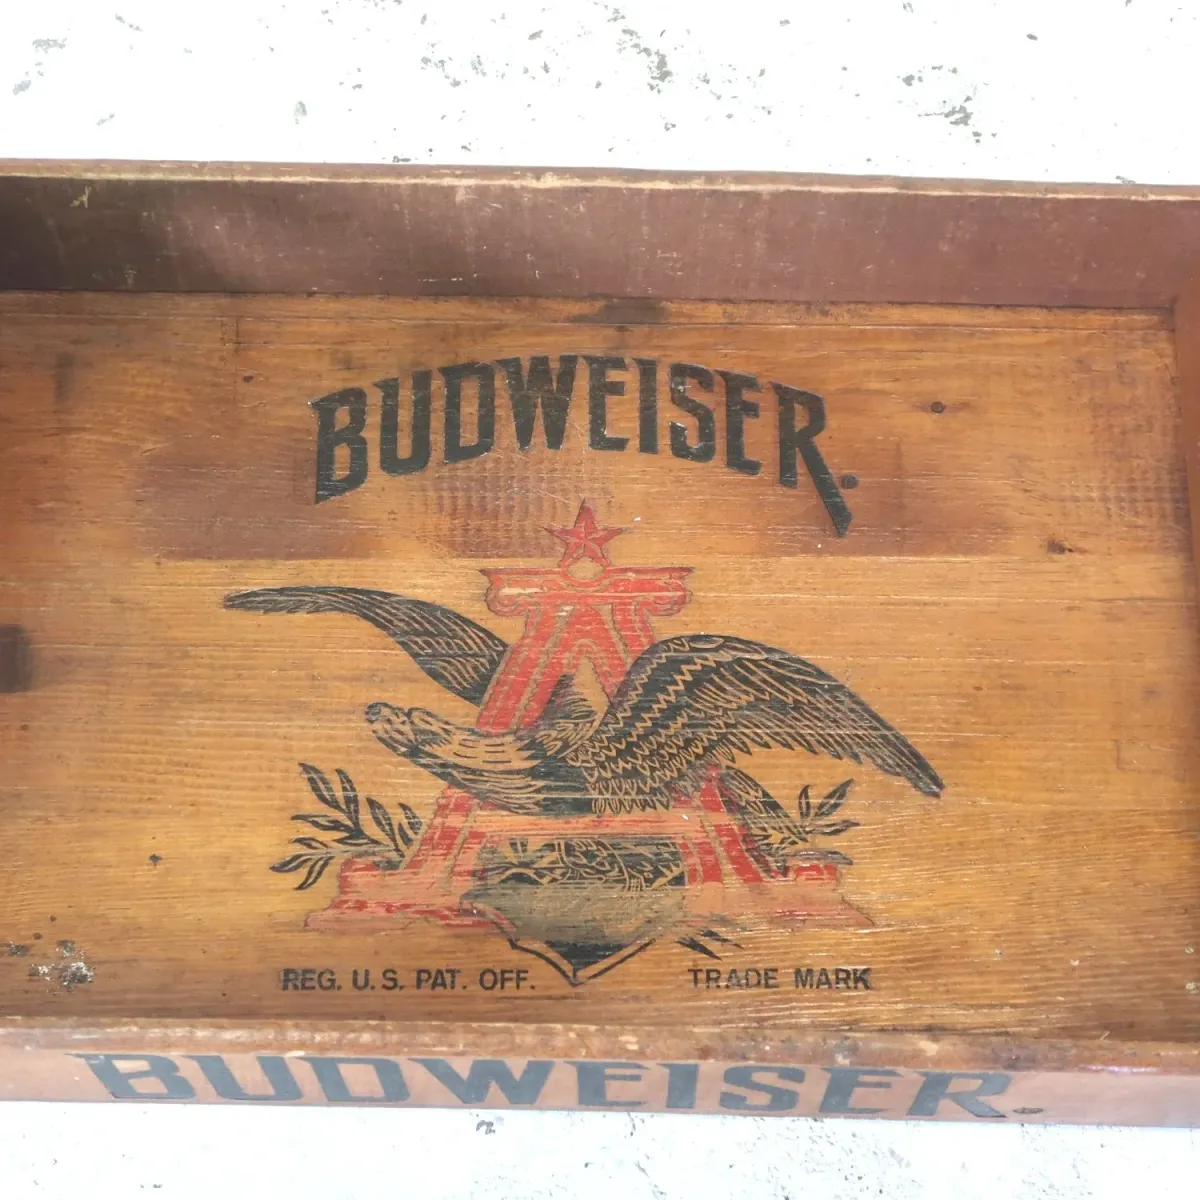 BUDWEISER.
REG. U.S. PAT. OFF. TRADE MARK
BUDWEISER.